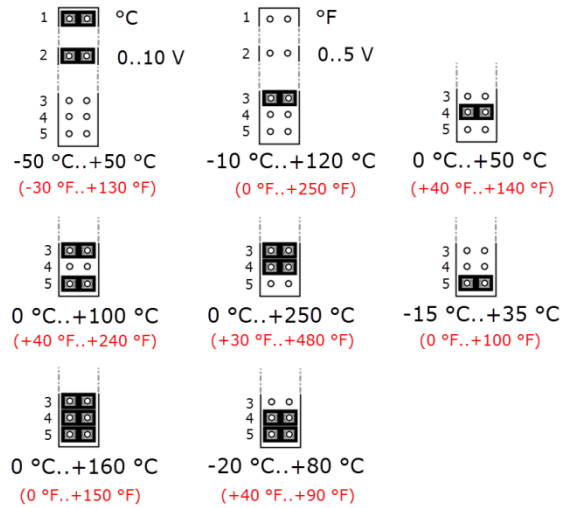 1 °C
2 0..10 V
3
4
5
-50 °C..+50 °C
(-30 °F..+130 °F)
1 °F
2 0..5 V
3
4
5
-10 °C..+120 °C
(0 °F..+250 °F)
3
4
5
0 °C..+50 °C
(+40 °F..+140 °F)
3
4
5
0 °C..+100 °C
(+40 °F..+240 °F)
3
4
5
0 °C..+250 °C
(+30 °F..+480 °F)
3
4
5
-15 °C..+35 °C
(0 °F..+100 °F)
3
4
5
0 °C..+160 °C
(0 °F..+150 °F)
3
4
5
-20 °C..+80 °C
(+40 °F..+90 °F)